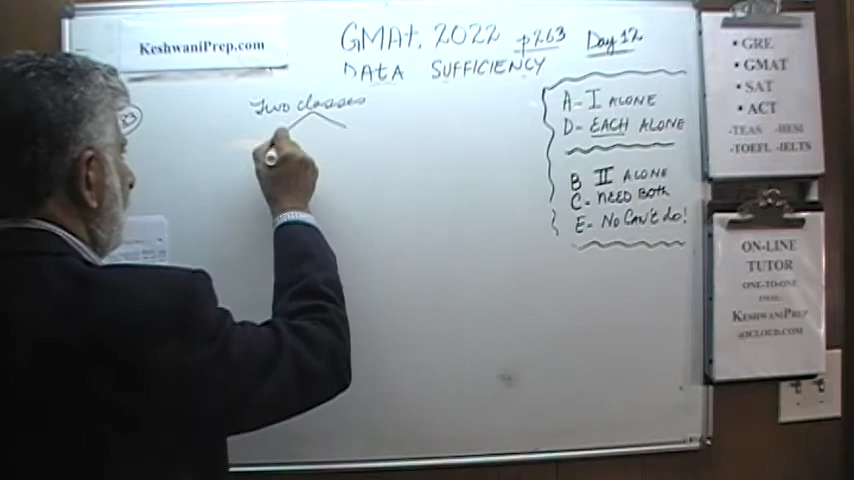 KeshwaniPrep.com
GMAt, 2022 p263 Day 12
DATA SUFFICIENCY
Two classes
23
A- I ALONE
D- EACH ALONE
B II ALONE
C- NEED BOTH
E- No CAN'T do!
• GRE
• GMAT
• SAT
• ACT
-TEAS -HESI
-TOEFL -IELTS
ON-LINE
TUTOR
ONE-TO-ONE
EMAIL:
KESHWANIPREP
@ICLOUD.COM